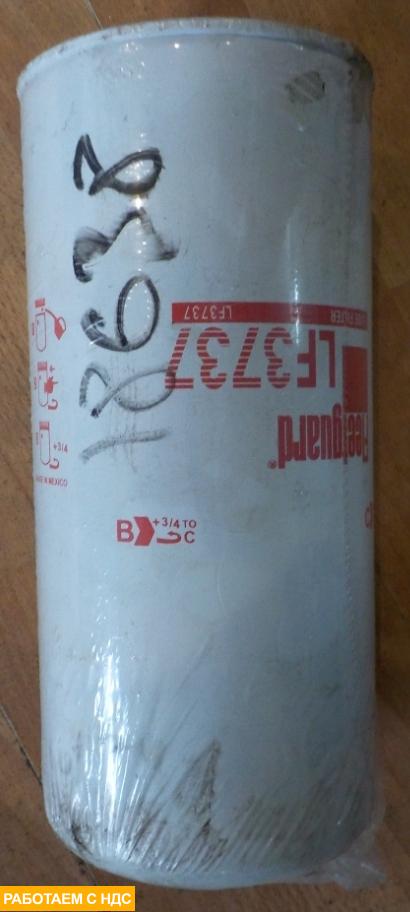 18638
LF3737
LF3737
Fleetguard®
+3/4
MADE IN MEXICO
B +3/4 TO C
РАБОТАЕМ С НДС